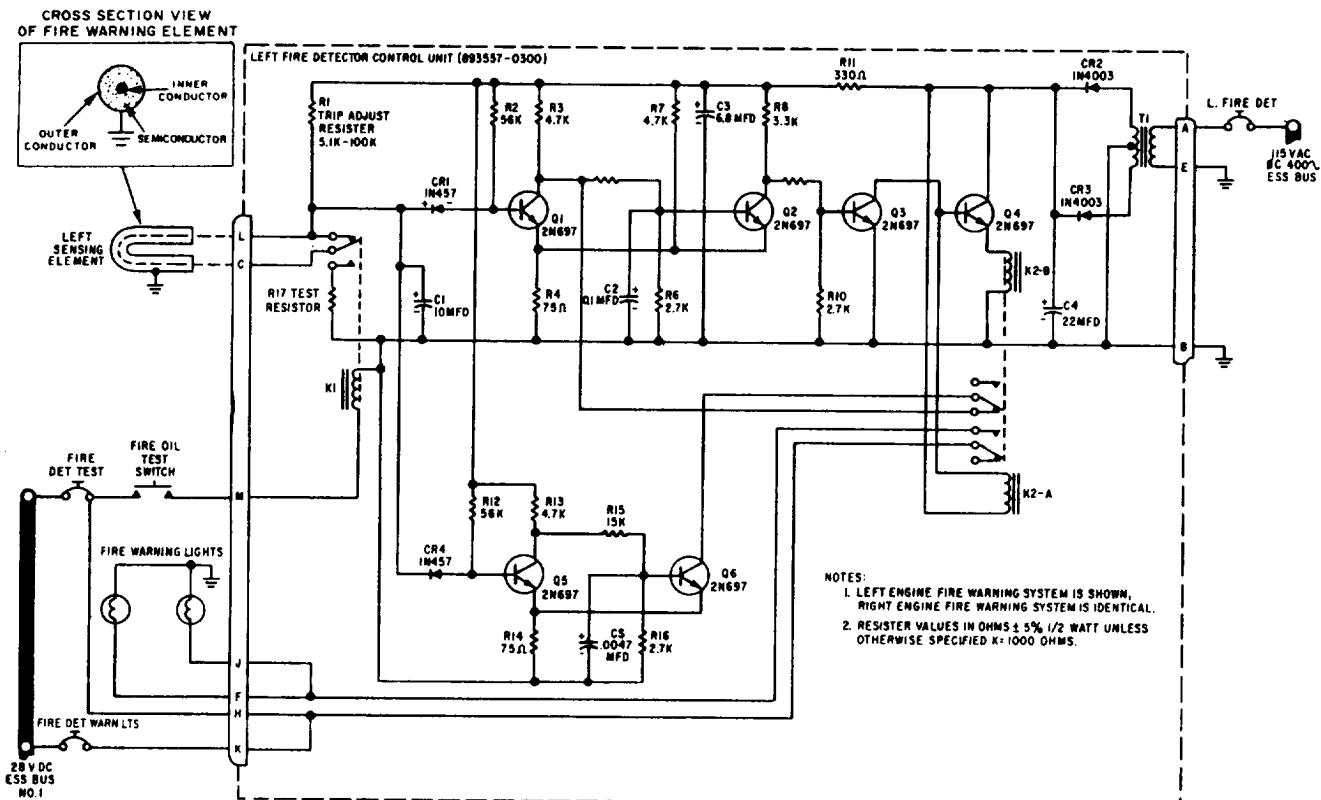 CROSS SECTION VIEW
OF FIRE WARNING ELEMENT
INNER
CONDUCTOR
OUTER
CONDUCTOR
SEMICONDUCTOR
LEFT FIRE DETECTOR CONTROL UNIT (893557-0300)
R1
TRIP ADJUST
RESISTER
5.1K-100K
R2
56K
R3
4.7K
R7
4.7K
C3
6.8 MFD
R8
3.3K
R11
330Ω
CR2
1N4003
T1
L. FIRE DET
A
E
115 VAC
ESS BUS
CR1
1N457
+
-
Q1
2N697
Q2
2N697
Q3
2N697
Q4
2N697
CR3
1N4003
LEFT
SENSING
ELEMENT
L
C
R17 TEST
RESISTOR
C1
10MFD
R4
75Ω
C2
R6
2.7K
R10
2.7K
K2-B
C4
22MFD
B
K1
FIRE
DET TEST
FIRE OIL
TEST
SWITCH
M
R12
56K
R13
4.7K
R15
15K
K2-A
FIRE WARNING LIGHTS
CR4
1N457
Q5
2N697
Q6
2N697
R14
75Ω
C5
.0047
MFD
R16
2.7K
NOTES:
1. LEFT ENGINE FIRE WARNING SYSTEM IS SHOWN,
RIGHT ENGINE FIRE WARNING SYSTEM IS IDENTICAL.
2. RESISTER VALUES IN OHMS ± 5% 1/2 WATT UNLESS
OTHERWISE SPECIFIED K=1000 OHMS.
J
F
H
K
FIRE DET WARN LTS
28 V DC
ESS BUS
NO.1